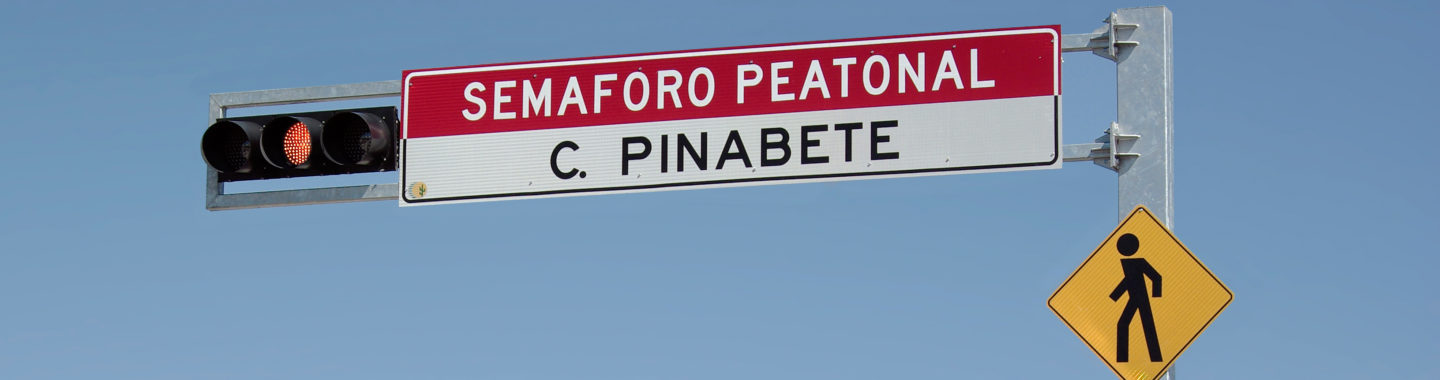 SEMAFORO PEATONAL
C. PINABETE